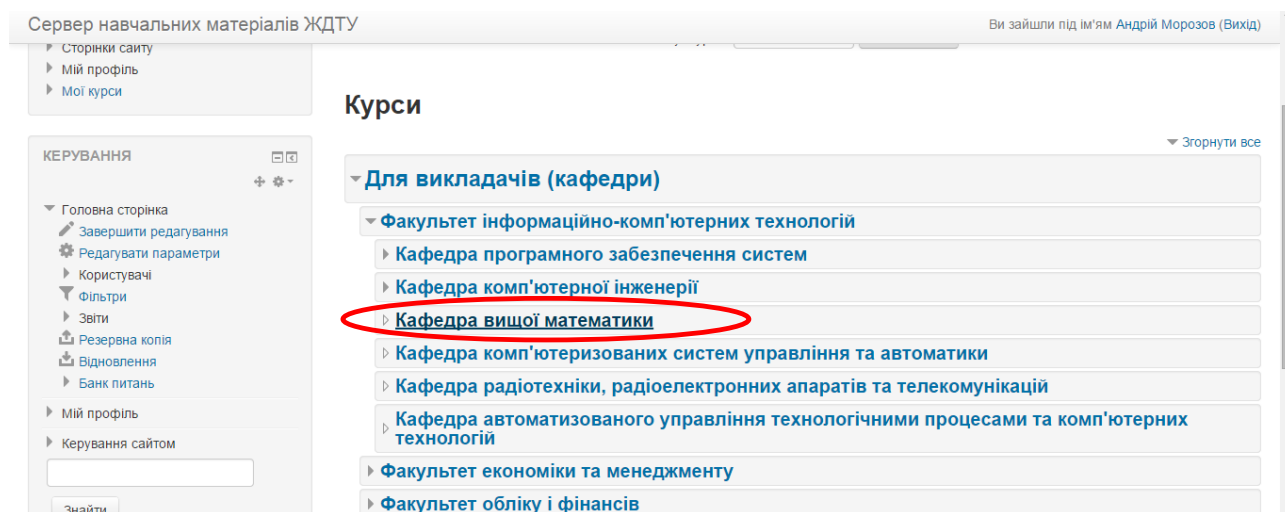 Сервер навчальних матеріалів ЖДТУ
Ви зайшли під ім'ям Андрій Морозов (Вихід)
Сторінки сайту
Мій профіль
Мої курси
КЕРУВАННЯ
Головна сторінка
Завершити редагування
Редагувати параметри
Користувачі
Фільтри
Звіти
Резервна копія
Відновлення
Банк питань
Мій профіль
Керування сайтом
Знайти
Курси
Згорнути все
Для викладачів (кафедри)
Факультет інформаційно-комп'ютерних технологій
Кафедра програмного забезпечення систем
Кафедра комп'ютерної інженерії
Кафедра вищої математики
Кафедра комп'ютеризованих систем управління та автоматики
Кафедра радіотехніки, радіоелектронних апаратів та телекомунікацій
Кафедра автоматизованого управління технологічними процесами та комп'ютерних
технологій
Факультет економіки та менеджменту
Факультет обліку і фінансів